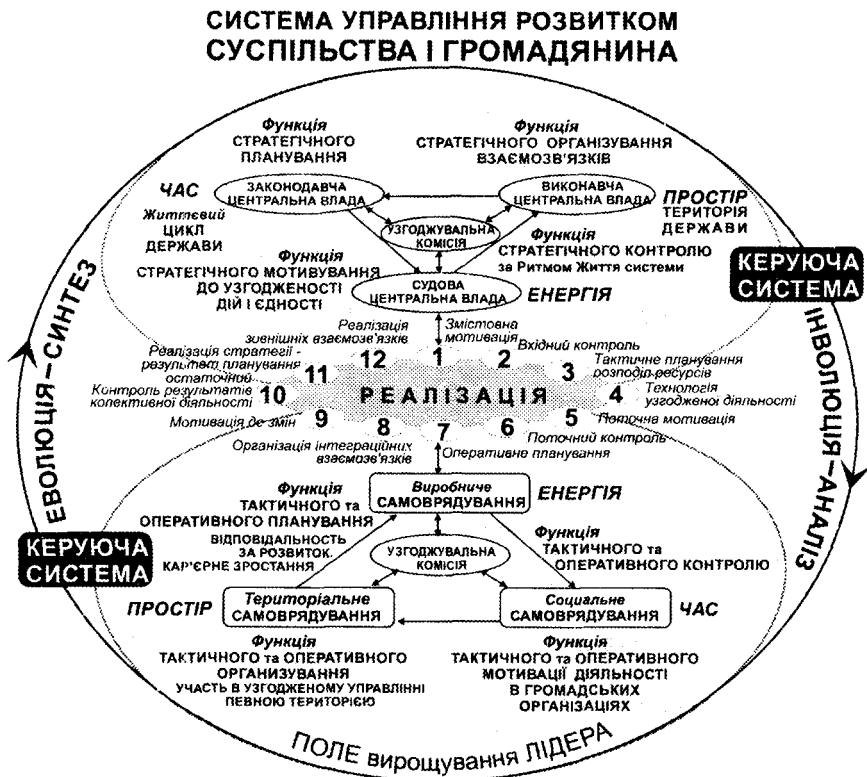 СИСТЕМА УПРАВЛІННЯ РОЗВИТКОМ
СУСПІЛЬСТВА І ГРОМАДЯНИНА
Функція
СТРАТЕГІЧНОГО
ПЛАНУВАННЯ
Функція
СТРАТЕГІЧНОГО ОРГАНІЗУВАННЯ
ВЗАЄМОЗВ'ЯЗКІВ
ЧАС
Життєвий
ЦИКЛ
ДЕРЖАВИ
ЗАКОНОДАВЧА
ЦЕНТРАЛЬНА ВЛАДА
ВИКОНАВЧА
ЦЕНТРАЛЬНА ВЛАДА
ПРОСТІР
ТЕРИТОРІЯ
ДЕРЖАВИ
УЗГОДЖУВАЛЬНА
КОМІСІЯ
Функція
СТРАТЕГІЧНОГО МОТИВУВАННЯ
ДО УЗГОДЖЕНОСТІ
ДІЙ І ЄДНОСТІ
Функція
СТРАТЕГІЧНОГО КОНТРОЛЮ
за Ритмом Життя системи
СУДОВА
ЦЕНТРАЛЬНА ВЛАДА
ЕНЕРГІЯ
КЕРУЮЧА
СИСТЕМА
ЕВОЛЮЦІЯ–СИНТЕЗ
ІНВОЛЮЦІЯ–АНАЛІЗ
Реалізація
зовнішніх взаємозв'язків
Змістовна
мотивація
Вхідний контроль
Тактичне планування
розподіл ресурсів
Технологія
узгодженої діяльності
Поточна мотивація
Поточний контроль
Оперативне планування
Організація інтеграційних
взаємозв'язків
Мотивація де змін
Контроль результатів
колективної діяльності
Реалізація стратегії -
результаті планування
остаточний
12 1 2 3 4 5 6 7 8 9 10 11
РЕАЛІЗАЦІЯ
Виробниче
САМОВРЯДУВАННЯ
ЕНЕРГІЯ
Функція
ТАКТИЧНОГО та
ОПЕРАТИВНОГО ПЛАНУВАННЯ
ВІДПОВІДАЛЬНІСТЬ
ЗА РОЗВИТОК.
КАР'ЄРНЕ ЗРОСТАННЯ
УЗГОДЖУВАЛЬНА
КОМІСІЯ
Функція
ТАКТИЧНОГО та
ОПЕРАТИВНОГО КОНТРОЛЮ
КЕРУЮЧА
СИСТЕМА
ПРОСТІР
Територіальне
САМОВРЯДУВАННЯ
Социальне
САМОВРЯДУВАННЯ
ЧАС
Функція
ТАКТИЧНОГО та ОПЕРАТИВНОГО
ОРГАНІЗУВАННЯ
УЧАСТЬ В УЗГОДЖЕНОМУ УПРАВЛІННІ
ПЕВНОЮ ТЕРИТОРІЄЮ
Функція
ТАКТИЧНОГО та ОПЕРАТИВНОГО
МОТИВАЦІЇ ДІЯЛЬНОСТІ
В ГРОМАДСЬКИХ
ОРГАНІЗАЦІЯХ
ПОЛЕ вирощування ЛІДЕРА